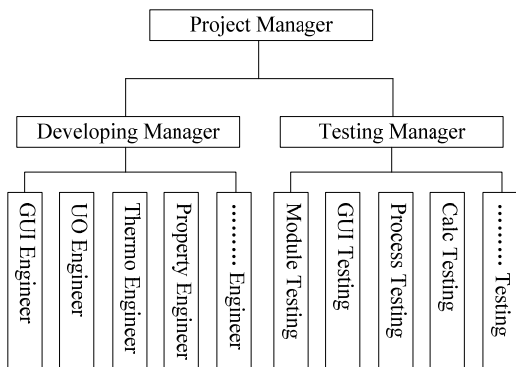 Project Manager
Developing Manager
Testing Manager
GUI Engineer
UO Engineer
Thermo Engineer
Property Engineer
········· Engineer
Module Testing
GUI Testing
Process Testing
Calc Testing
········· Testing